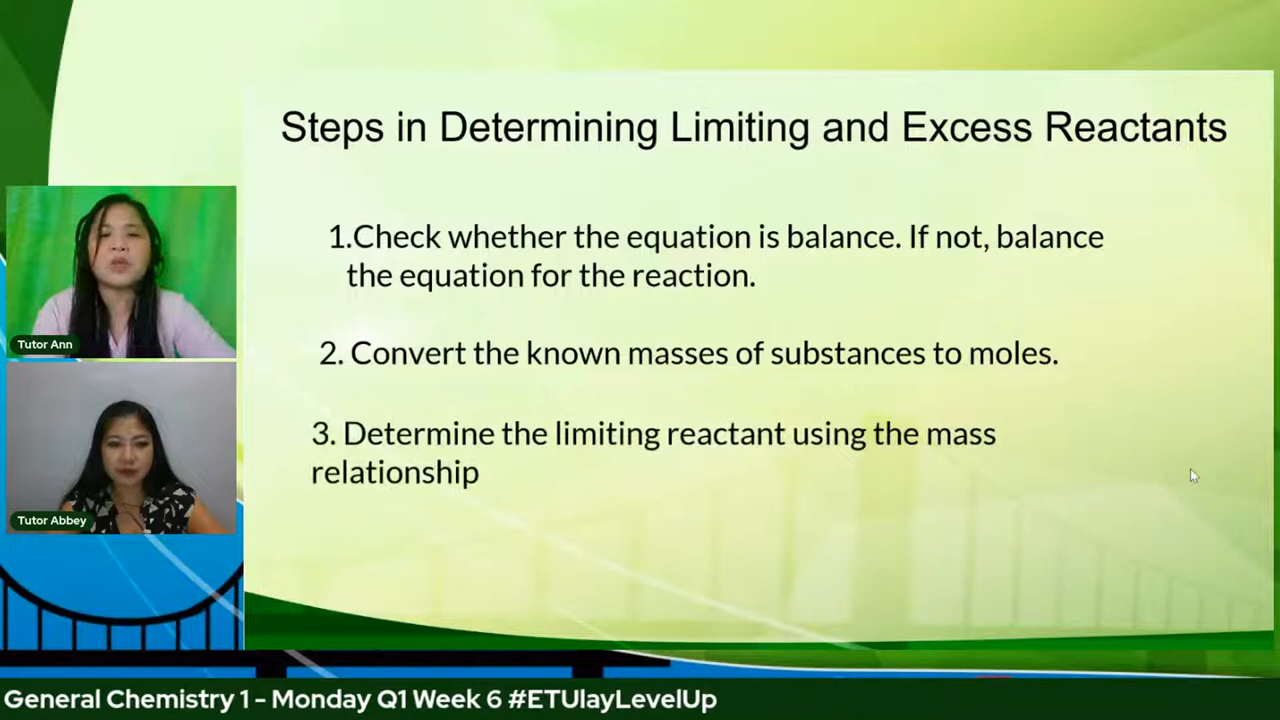 Steps in Determining Limiting and Excess Reactants
1.Check whether the equation is balance. If not, balance
the equation for the reaction.
2. Convert the known masses of substances to moles.
3. Determine the limiting reactant using the mass
relationship
Tutor Ann
Tutor Abbey
General Chemistry 1 - Monday Q1 Week 6 #ETUlayLevelUp